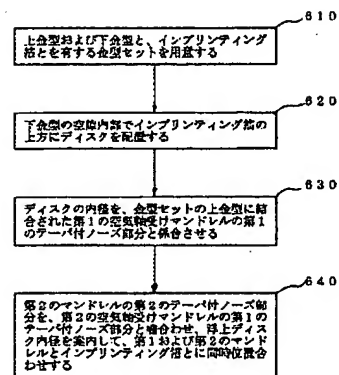 610
上金型および下金型と、インプリンティング
箔とを有する金型セットを用意する
620
下金型の空隙内部でインプリンティング箔の
上方にディスクを配置する
630
ディスクの内径を、金型セットの上金型に結
合された第1の空気軸受けマンドレルの第1
のテーパ付ノーズ部分と係合させる
640
第2のマンドレルの第2のテーパ付ノーズ部
分を、第2の空気軸受けマンドレルの第1の
テーパ付ノーズ部分と噛合わせ、浮上ディス
ク内径を案内して、第1および第2のマンド
レルとインプリンティング箔とに同時位置合
わせする